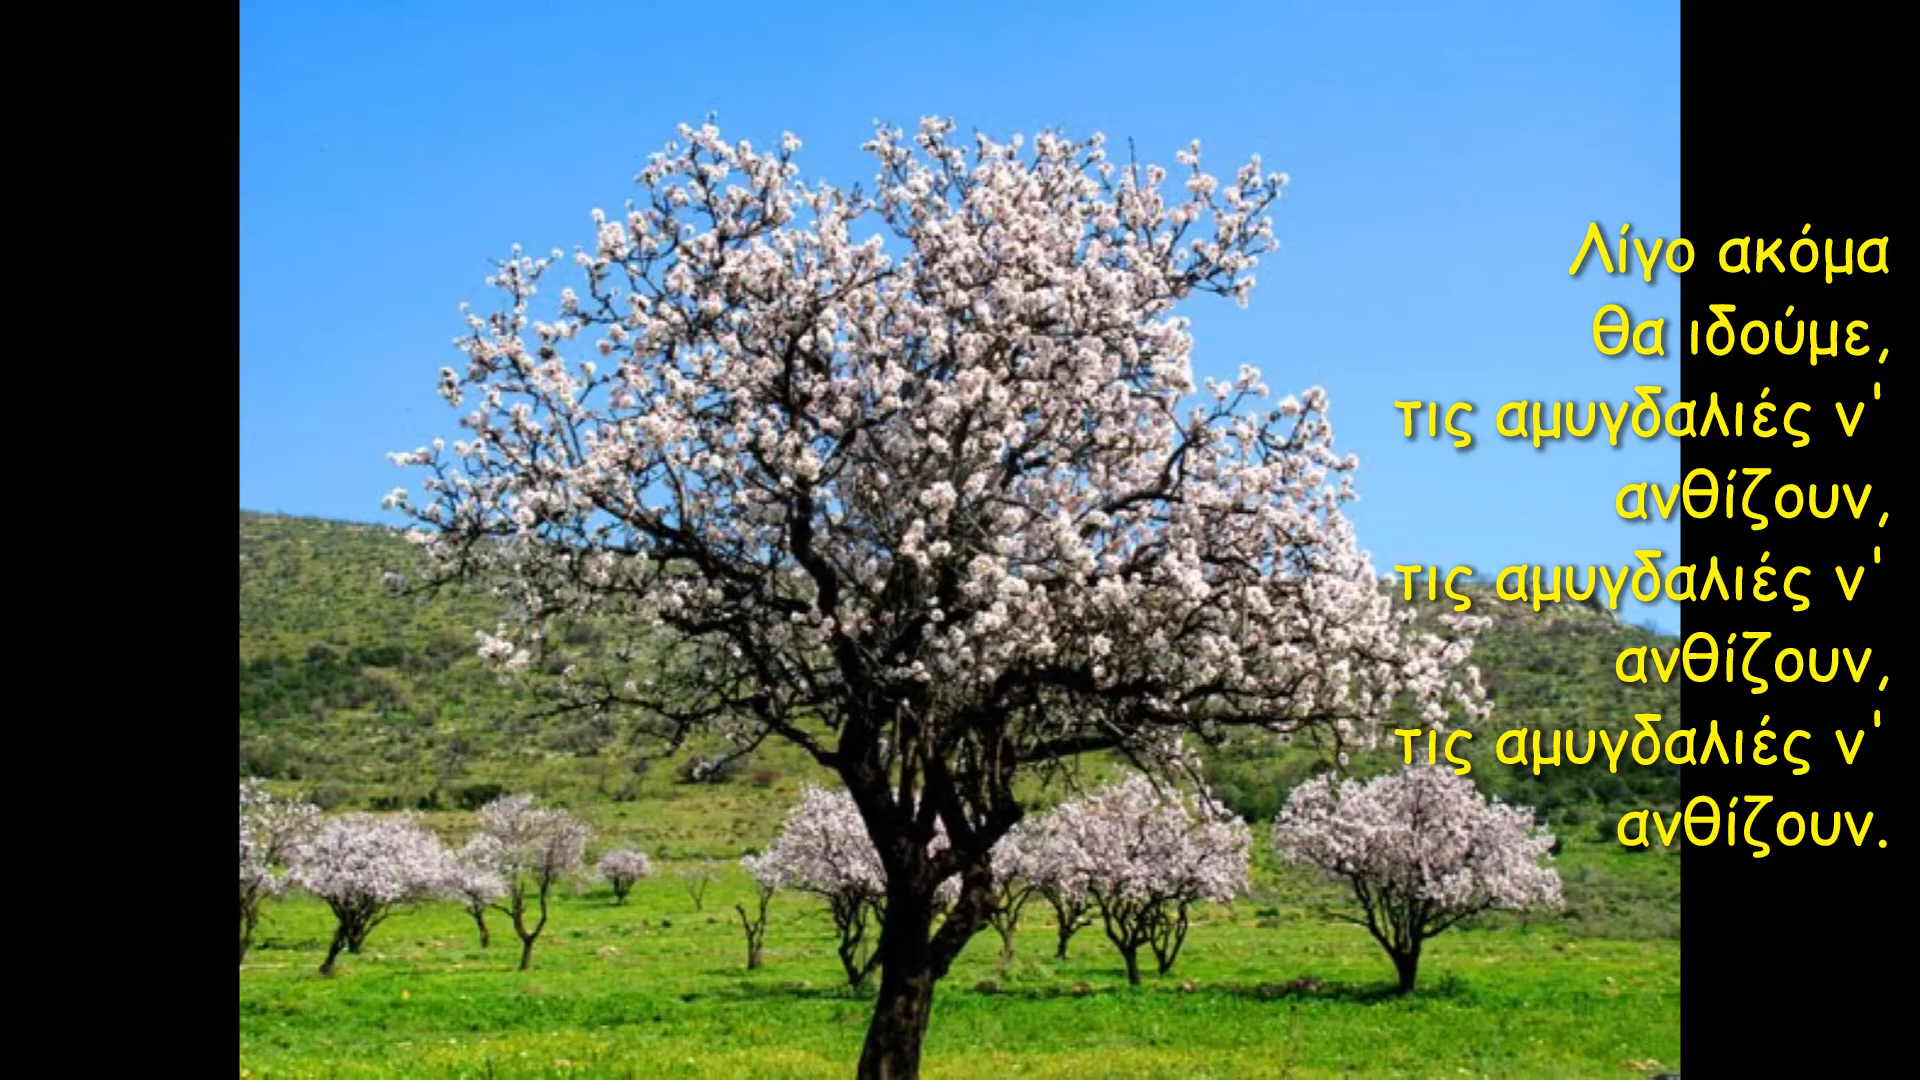 Λίγο ακόμα
θα ιδούμε,
τις αμυγδαλιές ν'
ανθίζουν,
τις αμυγδαλιές ν'
ανθίζουν,
τις αμυγδαλιές ν'
ανθίζουν.